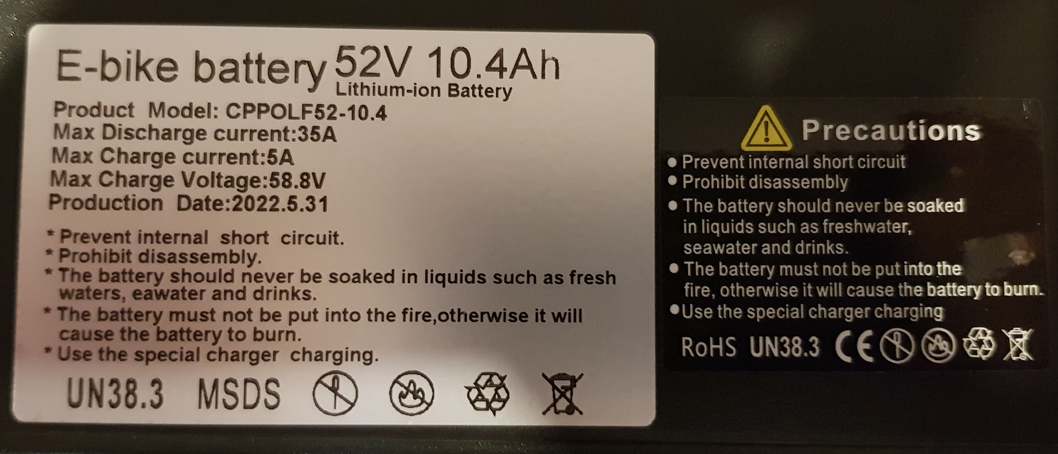 E-bike battery 52V 10.4Ah
Lithium-ion Battery
Product Model: CPPOLF52-10.4
Max Discharge current:35A
Max Charge current:5A
Max Charge Voltage:58.8V
Production Date:2022.5.31
* Prevent internal short circuit.
* Prohibit disassembly.
* The battery should never be soaked in liquids such as fresh
waters, eawater and drinks.
* The battery must not be put into the fire,otherwise it will
cause the battery to burn.
* Use the special charger charging.
UN38.3 MSDS
Precautions
● Prevent internal short circuit
● Prohibit disassembly
● The battery should never be soaked
in liquids such as freshwater,
seawater and drinks.
● The battery must not be put into the
fire, otherwise it will cause the battery to burn.
● Use the special charger charging
RoHS UN38.3 CE